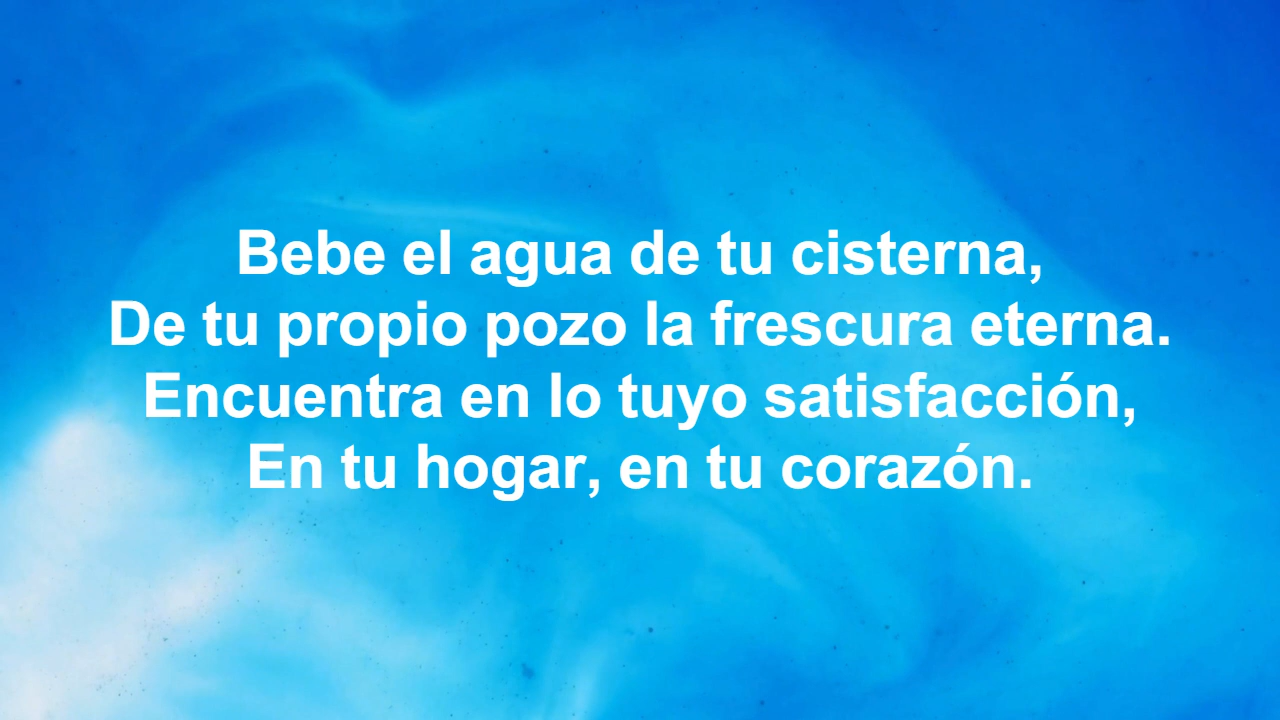 Bebe el agua de tu cisterna,
De tu propio pozo la frescura eterna.
Encuentra en lo tuyo satisfacción,
En tu hogar, en tu corazón.